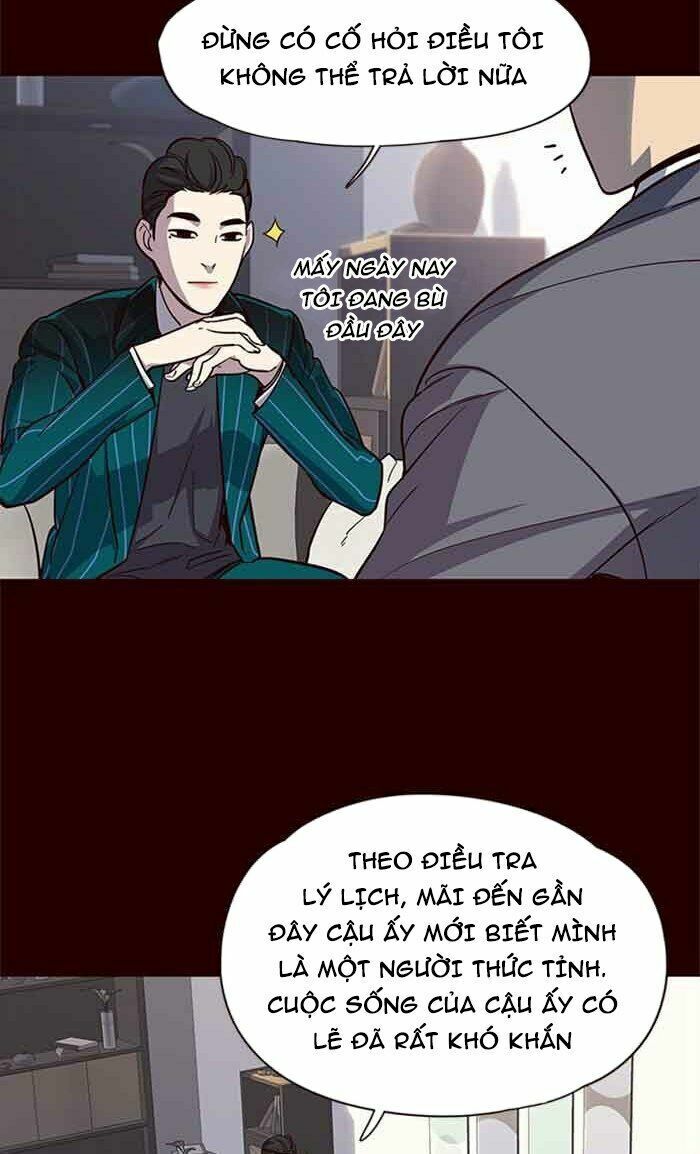 ĐỪNG CÓ CỐ HỎI ĐIỀU TÔI
KHÔNG THỂ TRẢ LỜI NỮA
MẤY NGÀY NAY
TÔI ĐANG BÙ
ĐẦU ĐÂY
THEO ĐIỀU TRA
LÝ LỊCH, MÃI ĐẾN GẦN
ĐÂY CẬU ẤY MỚI BIẾT MÌNH
LÀ MỘT NGƯỜI THỨC TỈNH.
CUỘC SỐNG CỦA CẬU ẤY CÓ
LẼ ĐÃ RẤT KHÓ KHĂN